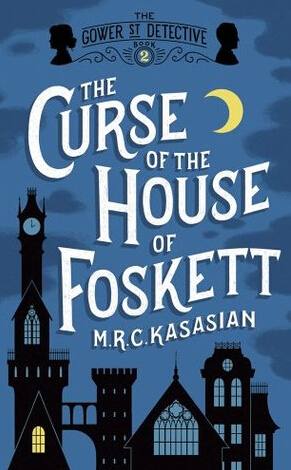 THE
GOWER ST DETECTIVE
BOOK
2
THE
CURSE
OF THE
HOUSE
OF
FOSKETT
M.R.C. KASASIAN